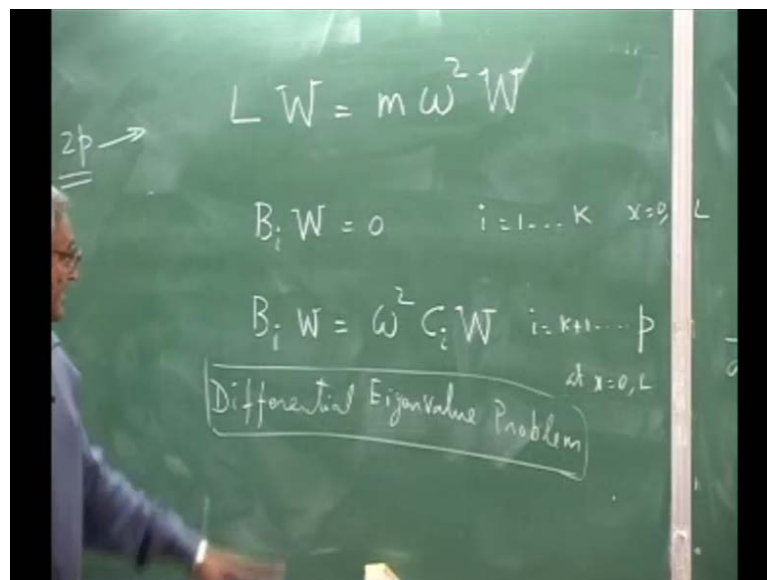 L W = m ω² W
2p →
Bᵢ W = 0 i = 1 ... K x=0, L
Bᵢ W = ω² Cᵢ W i = K+1 .... p
at x=0, L
Differential Eigenvalue Problem